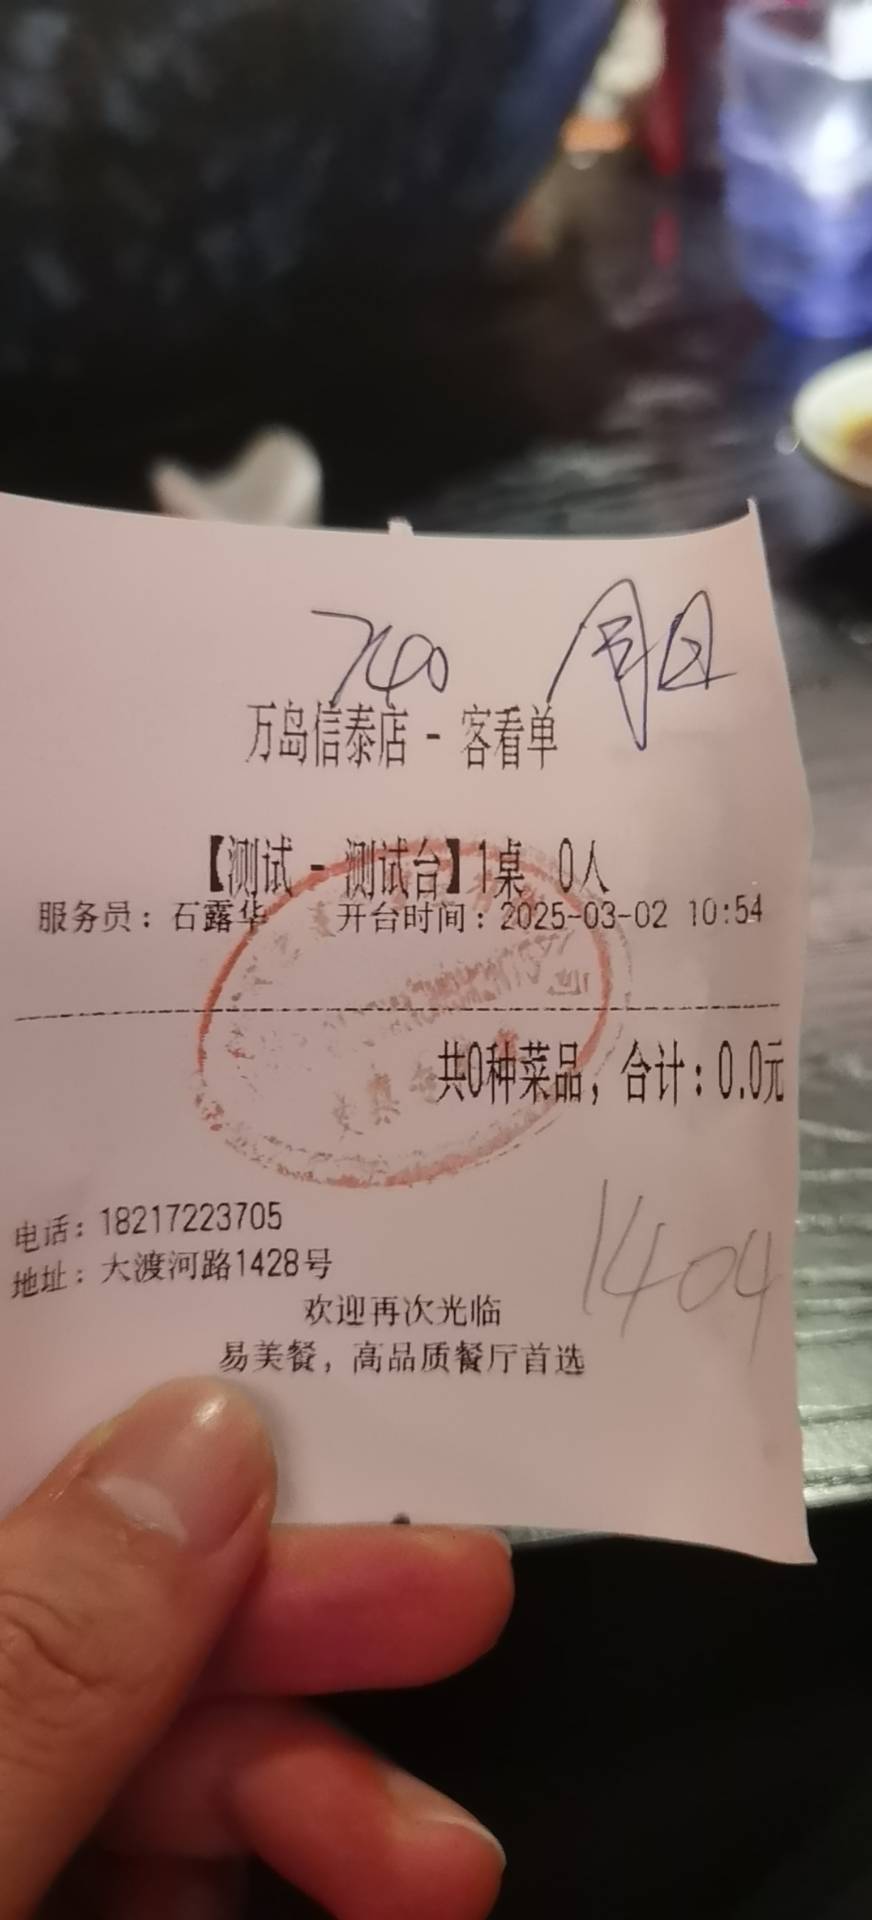 740
万岛信泰店 - 客看单
【测试 - 测试台】1桌 0人
服务员：石露华 开台时间：2025-03-02 10:54
共0种菜品，合计：0.0元
电话：18217223705
地址：大渡河路1428号
1404
欢迎再次光临
易美餐，高品质餐厅首选